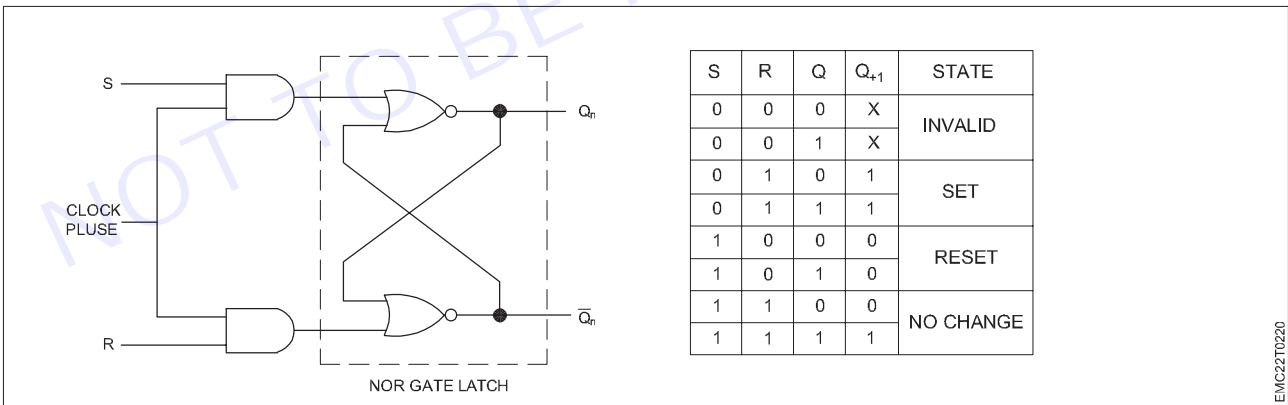 NOT TO BE
S
CLOCK
PLUSE
R
Qn
Q̅n
NOR GATE LATCH
S R Q Q+1 STATE
0 0 0 X INVALID
0 0 1 X
0 1 0 1 SET
0 1 1 1
1 0 0 0 RESET
1 0 1 0
1 1 0 0 NO CHANGE
1 1 1 1
EMC22T0220